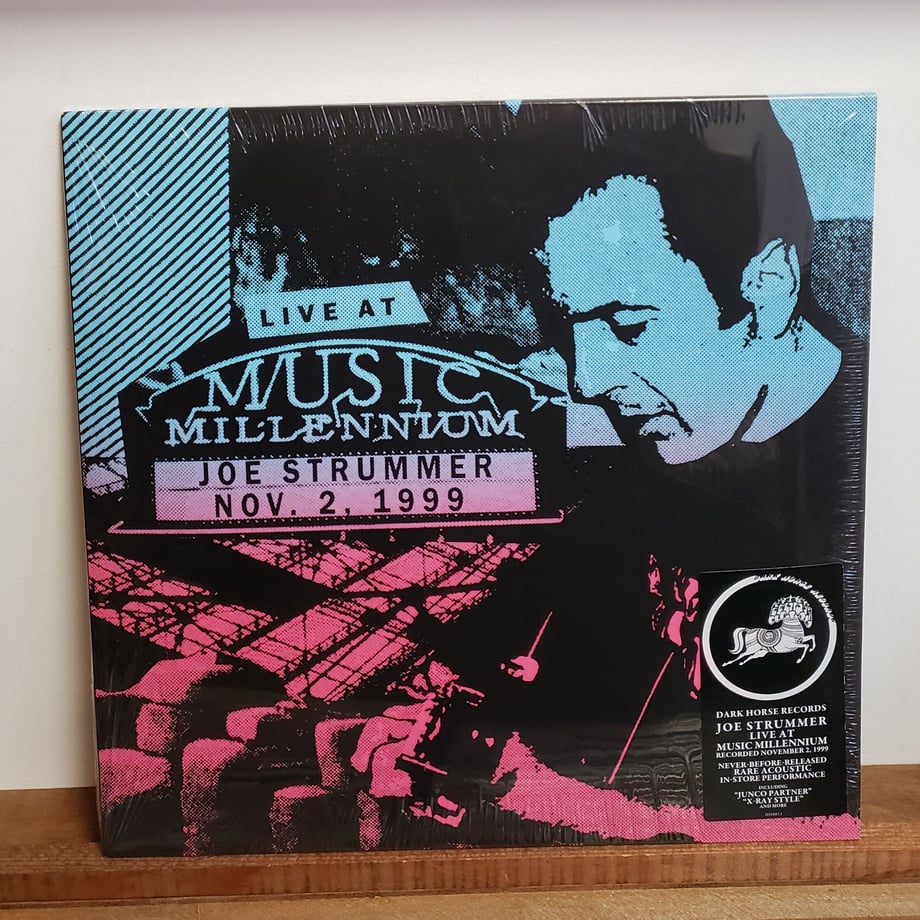 LIVE AT
MUSIC
MILLENNIUM
JOE STRUMMER
NOV. 2, 1999
DARK HORSE RECORDS
JOE STRUMMER
LIVE AT
MUSIC MILLENNIUM
RECORDED NOVEMBER 2, 1999
NEVER-BEFORE-RELEASED
RARE ACOUSTIC
IN-STORE PERFORMANCE
INCLUDING
"JUNCO PARTNER"
"X-RAY STYLE"
AND MORE